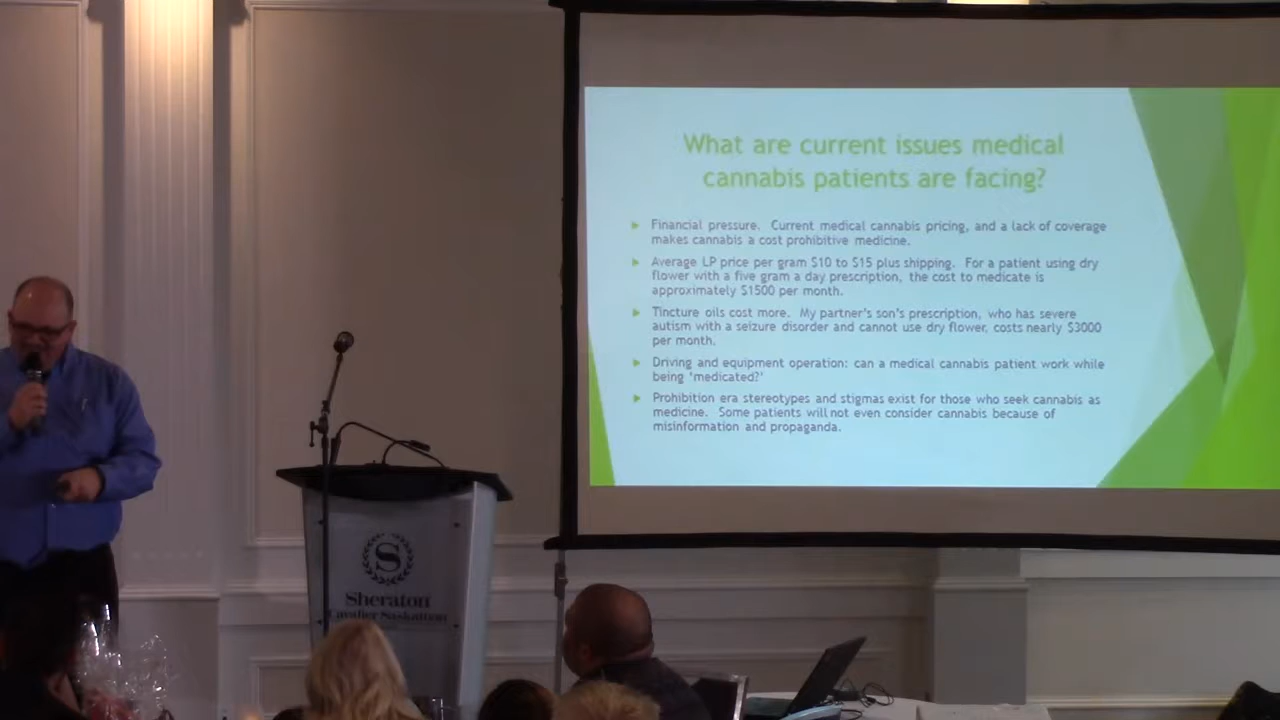 What are current issues medical
cannabis patients are facing?
Financial pressure. Current medical cannabis pricing, and a lack of coverage
makes cannabis a cost prohibitive medicine.
Average LP price per gram $10 to $15 plus shipping. For a patient using dry
flower with a five gram a day prescription, the cost to medicate is
approximately $1500 per month.
Tincture oils cost more. My partner's son's prescription, who has severe
autism with a seizure disorder and cannot use dry flower, costs nearly $3000
per month.
Driving and equipment operation: can a medical cannabis patient work while
being 'medicated?'
Prohibition era stereotypes and stigmas exist for those who seek cannabis as
medicine. Some patients will not even consider cannabis because of
misinformation and propaganda.
S
Sheraton
Cavalier Saskatoon